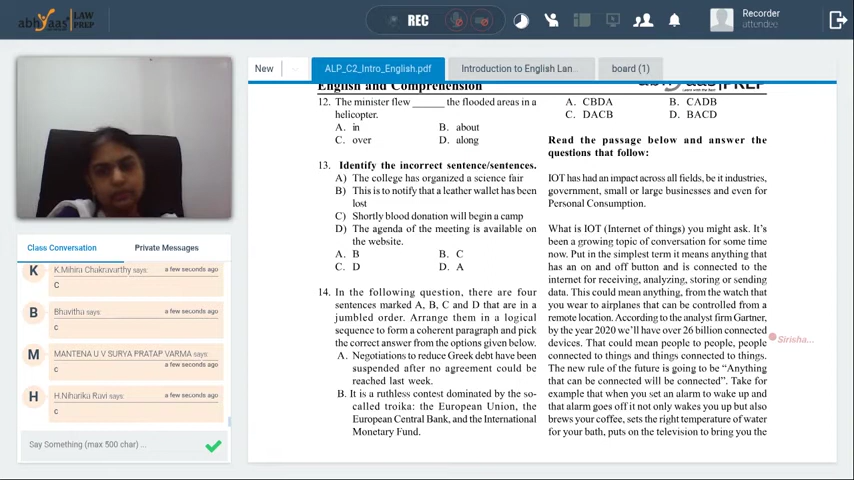 abhyaas LAW PREP
REC
Recorder
attendee
New
ALP_C2_Intro_English.pdf
Introduction to English Lan...
board (1)
Class Conversation
Private Messages
K
K.Mihira Chakravarthy says:
a few seconds ago
C
B
Bhavitha says:
a few seconds ago
c
M
MANTENA U V SURYA PRATAP VARMA says:
a few seconds ago
c
H
H.Niharika Ravi says:
a few seconds ago
c
Say Something (max 500 char) ...
English and Comprehension
PREP
12. The minister flew ______ the flooded areas in a
helicopter.
A. in B. about
C. over D. along
13. Identify the incorrect sentence/sentences.
A) The college has organized a science fair
B) This is to notify that a leather wallet has been
lost
C) Shortly blood donation will begin a camp
D) The agenda of the meeting is available on
the website.
A. B B. C
C. D D. A
14. In the following question, there are four
sentences marked A, B, C and D that are in a
jumbled order. Arrange them in a logical
sequence to form a coherent paragraph and pick
the correct answer from the options given below.
A. Negotiations to reduce Greek debt have been
suspended after no agreement could be
reached last week.
B. It is a ruthless contest dominated by the so-
called troika: the European Union, the
European Central Bank, and the International
Monetary Fund.
A. CBDA B. CADB
C. DACB D. BACD
Read the passage below and answer the
questions that follow:
IOT has had an impact across all fields, be it industries,
government, small or large businesses and even for
Personal Consumption.
What is IOT (Internet of things) you might ask. It's
been a growing topic of conversation for some time
now. Put in the simplest term it means anything that
has an on and off button and is connected to the
internet for receiving, analyzing, storing or sending
data. This could mean anything, from the watch that
you wear to airplanes that can be controlled from a
remote location. According to the analyst firm Gartner,
by the year 2020 we'll have over 26 billion connected
devices. That could mean people to people, people
connected to things and things connected to things.
The new rule of the future is going to be "Anything
that can be connected will be connected". Take for
example that when you set an alarm to wake up and
that alarm goes off it not only wakes you up but also
brews your coffee, sets the right temperature of water
for your bath, puts on the television to bring you the
Sirisha...